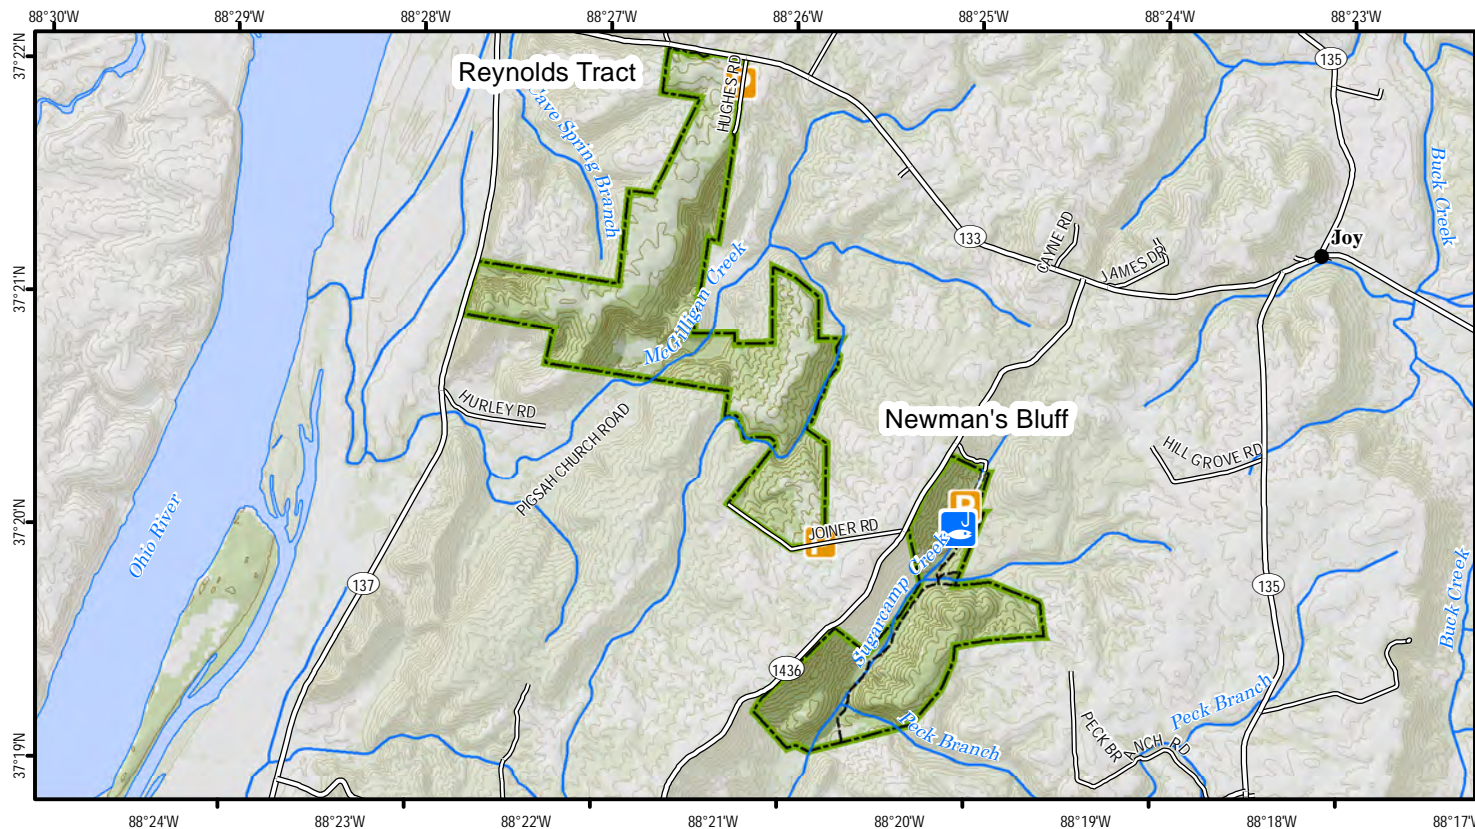 88°30'W 88°29'W 88°28'W 88°27'W 88°26'W 88°25'W 88°24'W 88°23'W
37°22'N
135
Reynolds Tract
HUGHES RD
Cave Spring Branch
Buck Creek
133
CAYNE RD
JAMES DR
Joy
37°21'N
McGilligan Creek
HURLEY RD
PIGSAH CHURCH ROAD
Newman's Bluff
HILL GROVE RD
P
37°20'N
JOINER RD
Ohio River
137
Sugarcamp Creek
135
Buck Creek
1436
Peck Branch
Peck Branch
PECK BRANCH RD
37°19'N
88°24'W 88°23'W 88°22'W 88°21'W 88°20'W 88°19'W 88°18'W 88°17'W